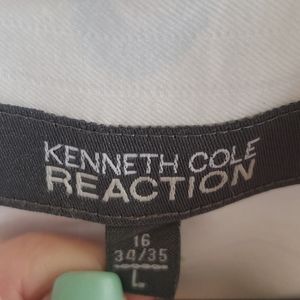 KENNETH COLE
REACTION
16
34/35
L